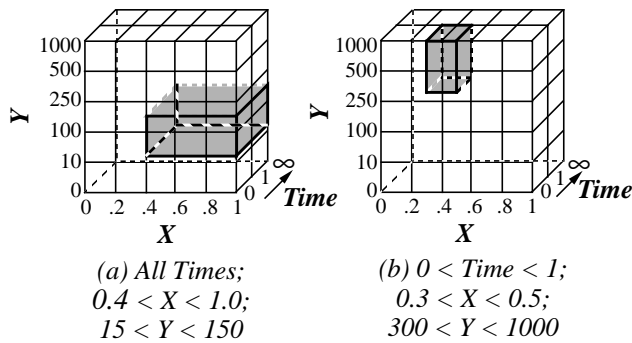 1000
500
250
100
10
0
Y
0 .2 .4 .6 .8 1
X
0 1 ∞
Time
(a) All Times;
0.4 < X < 1.0;
15 < Y < 150
1000
500
250
100
10
0
Y
0 .2 .4 .6 .8 1
X
0 1 ∞
Time
(b) 0 < Time < 1;
0.3 < X < 0.5;
300 < Y < 1000